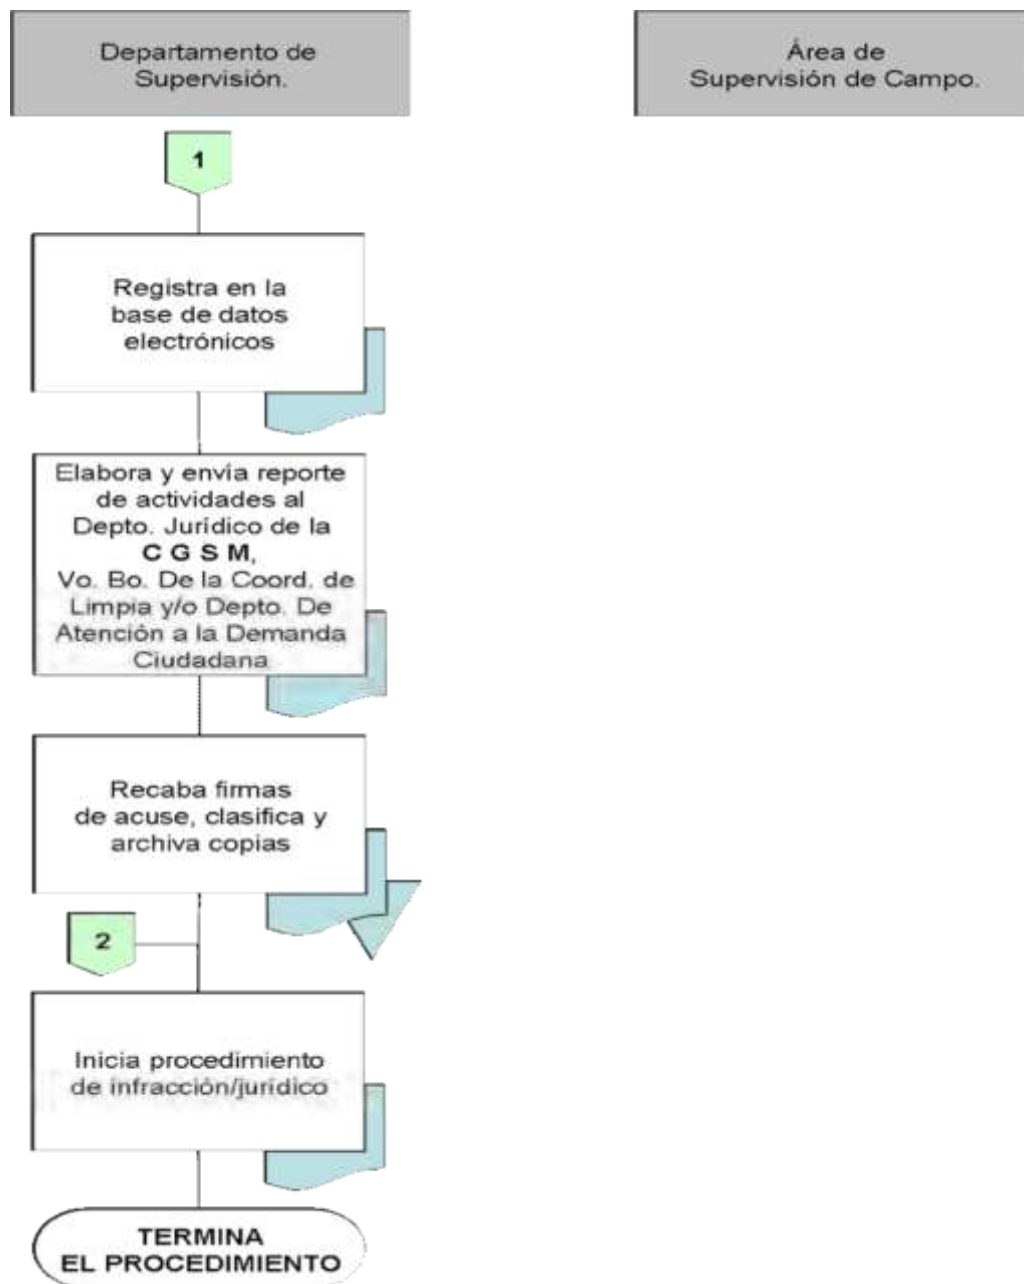 Departamento de
Supervisión.
Área de
Supervisión de Campo.
1
Registra en la
base de datos
electrónicos
Elabora y envía reporte
de actividades al
Depto. Jurídico de la
C G S M,
Vo. Bo. De la Coord. de
Limpia y/o Depto. De
Atención a la Demanda
Ciudadana
Recaba firmas
de acuse, clasifica y
archiva copias
2
Inicia procedimiento
de infracción/jurídico
TERMINA
EL PROCEDIMIENTO